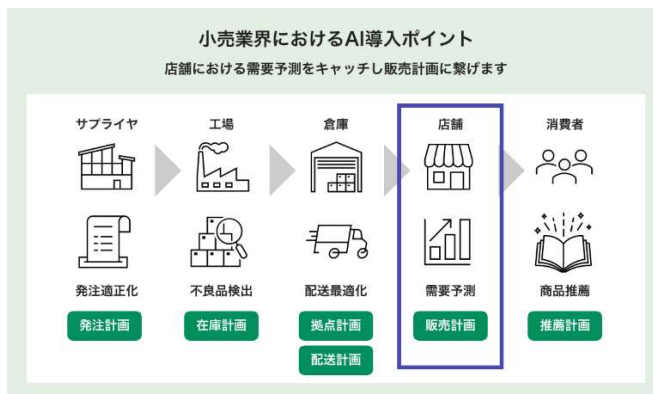 小売業界におけるAI導入ポイント
店舗における需要予測をキャッチし販売計画に繋げます
サプライヤ
工場
倉庫
店舗
消費者
発注適正化
不良品検出
配送最適化
需要予測
商品推薦
発注計画
在庫計画
拠点計画
販売計画
推薦計画
配送計画